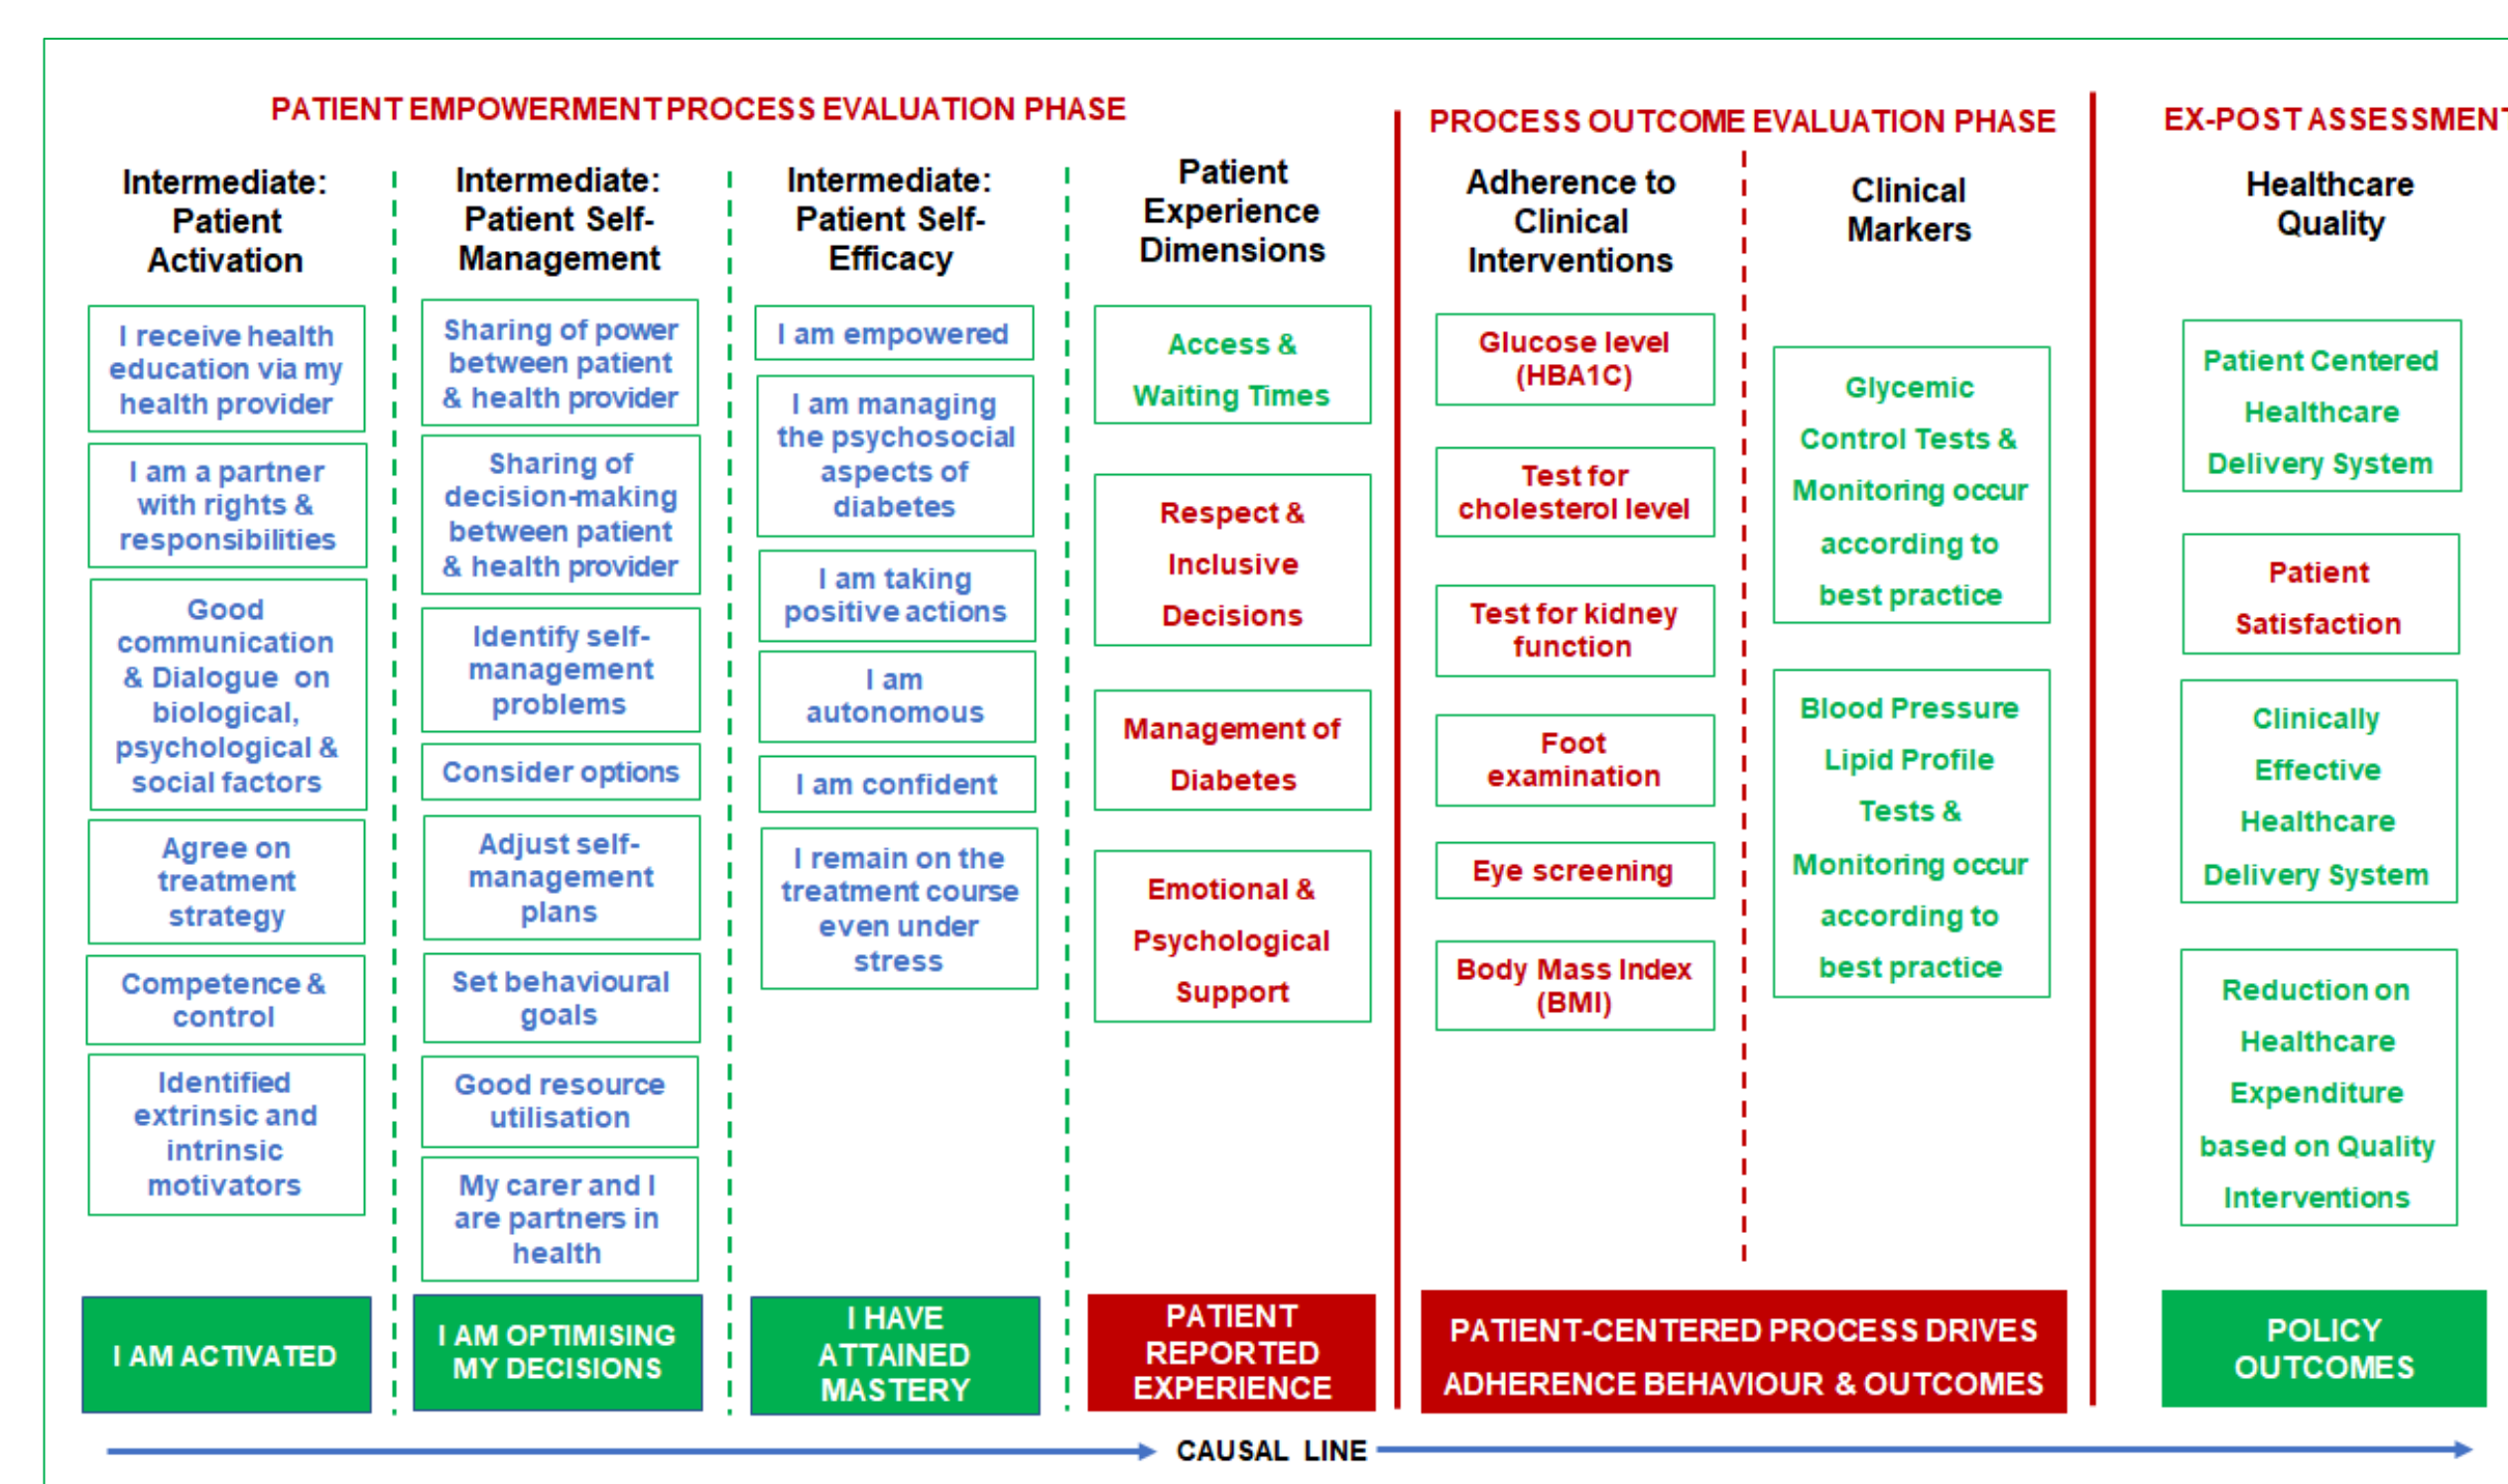 PATIENT EMPOWERMENT PROCESS EVALUATION PHASE
Intermediate:
Patient
Activation
I receive health
education via my
health provider
I am a partner
with rights &
responsibilities
Good
communication
& Dialogue on
biological,
psychological &
social factors
Agree on
treatment
strategy
Competence &
control
Identified
extrinsic and
intrinsic
motivators
I AM ACTIVATED
Intermediate:
Patient Self-
Management
Sharing of power
between patient
& health provider
Sharing of
decision-making
between patient
& health provider
Identify self-
management
problems
Consider options
Adjust self-
management
plans
Set behavioural
goals
Good resource
utilisation
My carer and I
are partners in
health
I AM OPTIMISING
MY DECISIONS
Intermediate:
Patient Self-
Efficacy
I am empowered
I am managing
the psychosocial
aspects of
diabetes
I am taking
positive actions
I am
autonomous
I am confident
I remain on the
treatment course
even under
stress
I HAVE
ATTAINED
MASTERY
Patient
Experience
Dimensions
Access &
Waiting Times
Respect &
Inclusive
Decisions
Management of
Diabetes
Emotional &
Psychological
Support
PATIENT
REPORTED
EXPERIENCE
PROCESS OUTCOME EVALUATION PHASE
Adherence to
Clinical
Interventions
Glucose level
(HBA1C)
Test for
cholesterol level
Test for kidney
function
Foot
examination
Eye screening
Body Mass Index
(BMI)
Clinical
Markers
Glycemic
Control Tests &
Monitoring occur
according to
best practice
Blood Pressure
Lipid Profile
Tests &
Monitoring occur
according to
best practice
PATIENT-CENTERED PROCESS DRIVES
ADHERENCE BEHAVIOUR & OUTCOMES
EX-POST ASSESSMENT
Healthcare
Quality
Patient Centered
Healthcare
Delivery System
Patient
Satisfaction
Clinically
Effective
Healthcare
Delivery System
Reduction on
Healthcare
Expenditure
based on Quality
Interventions
POLICY
OUTCOMES
CAUSAL LINE